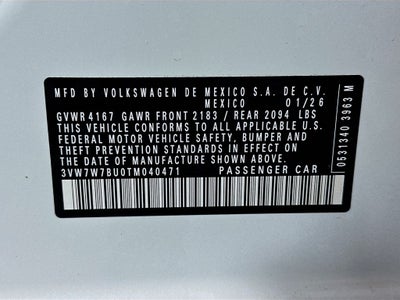 MFD BY VOLKSWAGEN DE MEXICO S.A. DE C.V.
MEXICO 01/26
GVWR 4167 GAWR FRONT 2183 / REAR 2094 LBS
THIS VEHICLE CONFORMS TO ALL APPLICABLE U.S.
FEDERAL MOTOR VEHICLE SAFETY, BUMPER AND
THEFT PREVENTION STANDARDS IN EFFECT ON
THE DATE OF MANUFACTURE SHOWN ABOVE.
3VW7W7BU0TM040471 PASSENGER CAR
0531340 3963 M